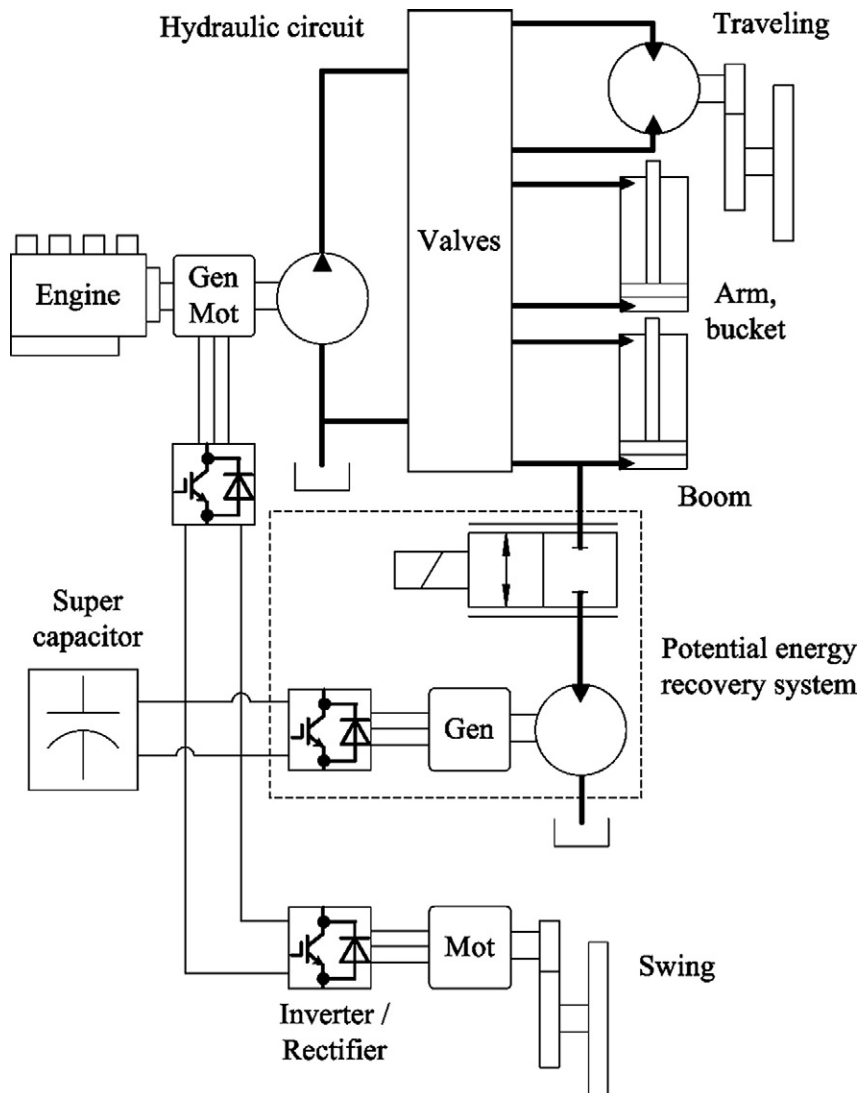 Hydraulic circuit
Traveling
Valves
Engine
Gen
Mot
Arm,
bucket
Boom
Super
capacitor
Potential energy
recovery system
Gen
Mot
Swing
Inverter /
Rectifier